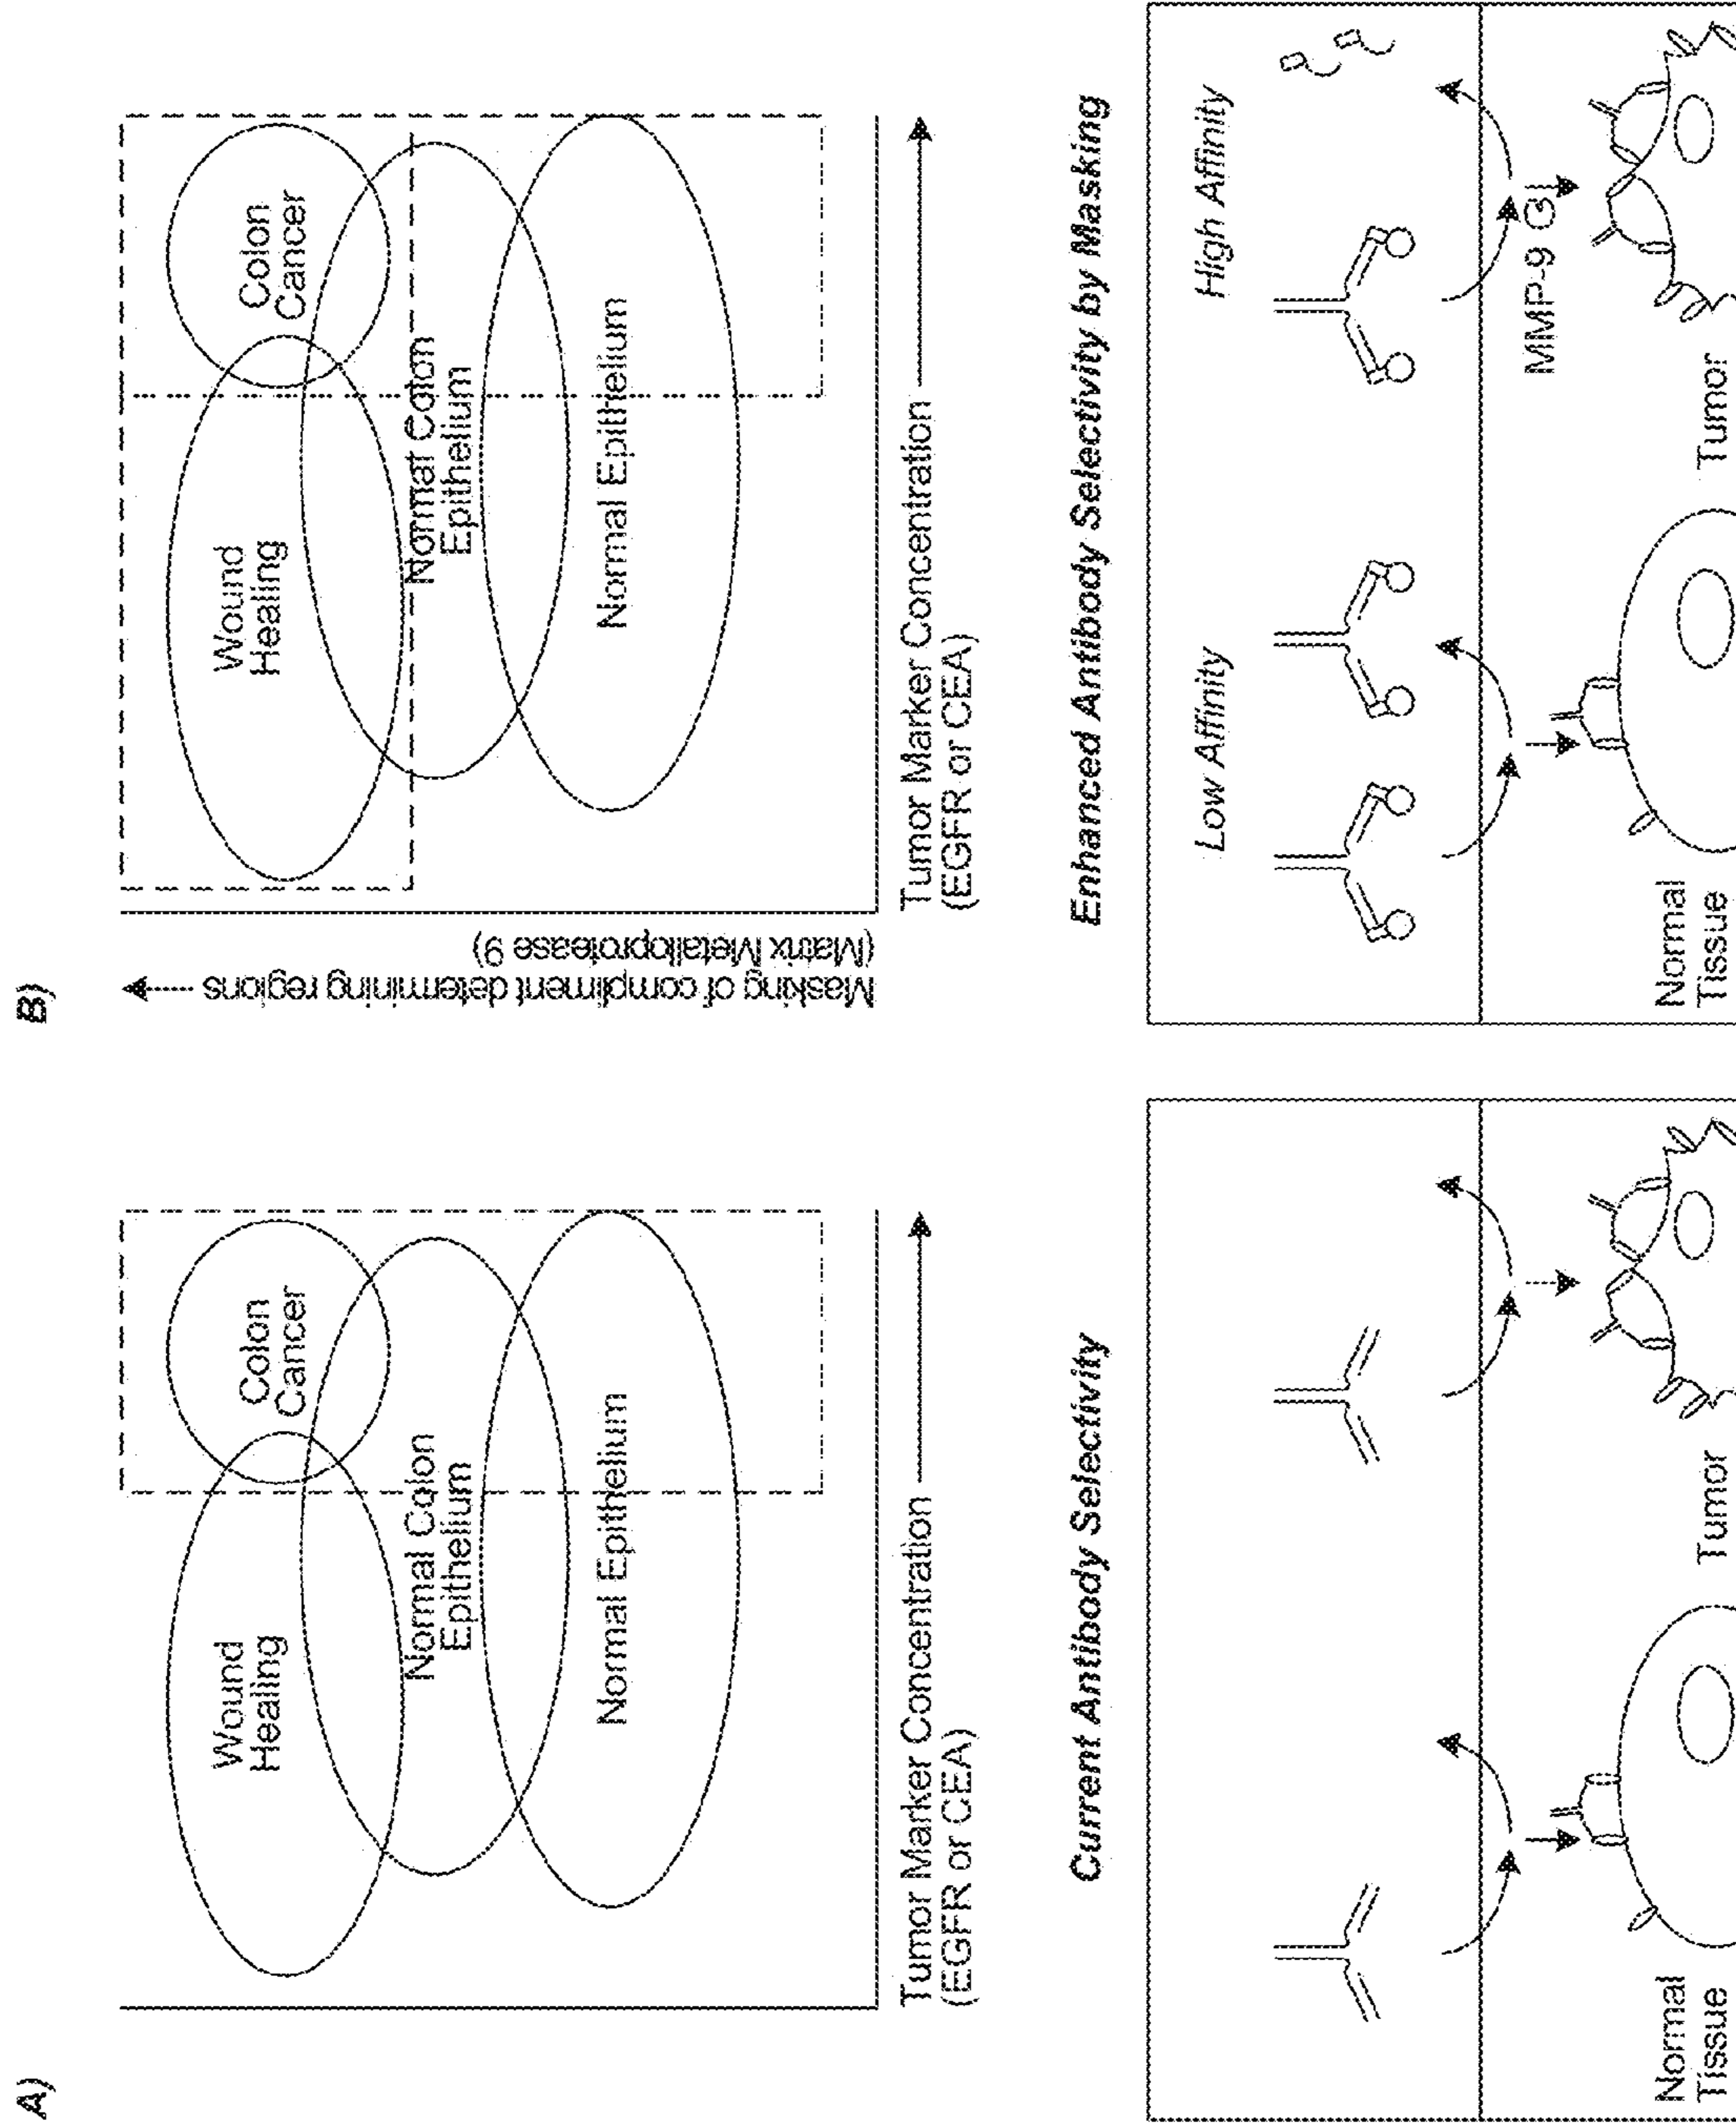 A)
Wound
Healing
Colon
Cancer
Normal Colon
Epithelium
Normal Epithelium
Tumor Marker Concentration
(EGFR or CEA)
Current Antibody Selectivity
Normal
Tissue
Tumor
B)
Masking of compliment determining regions
(Matrix Metaloprotease 9)
Wound
Healing
Colon
Cancer
Normal Colon
Epithelium
Normal Epithelium
Tumor Marker Concentration
(EGFR or CEA)
Enhanced Antibody Selectivity by Masking
Low Affinity
High Affinity
MMP-9
Normal
Tissue
Tumor